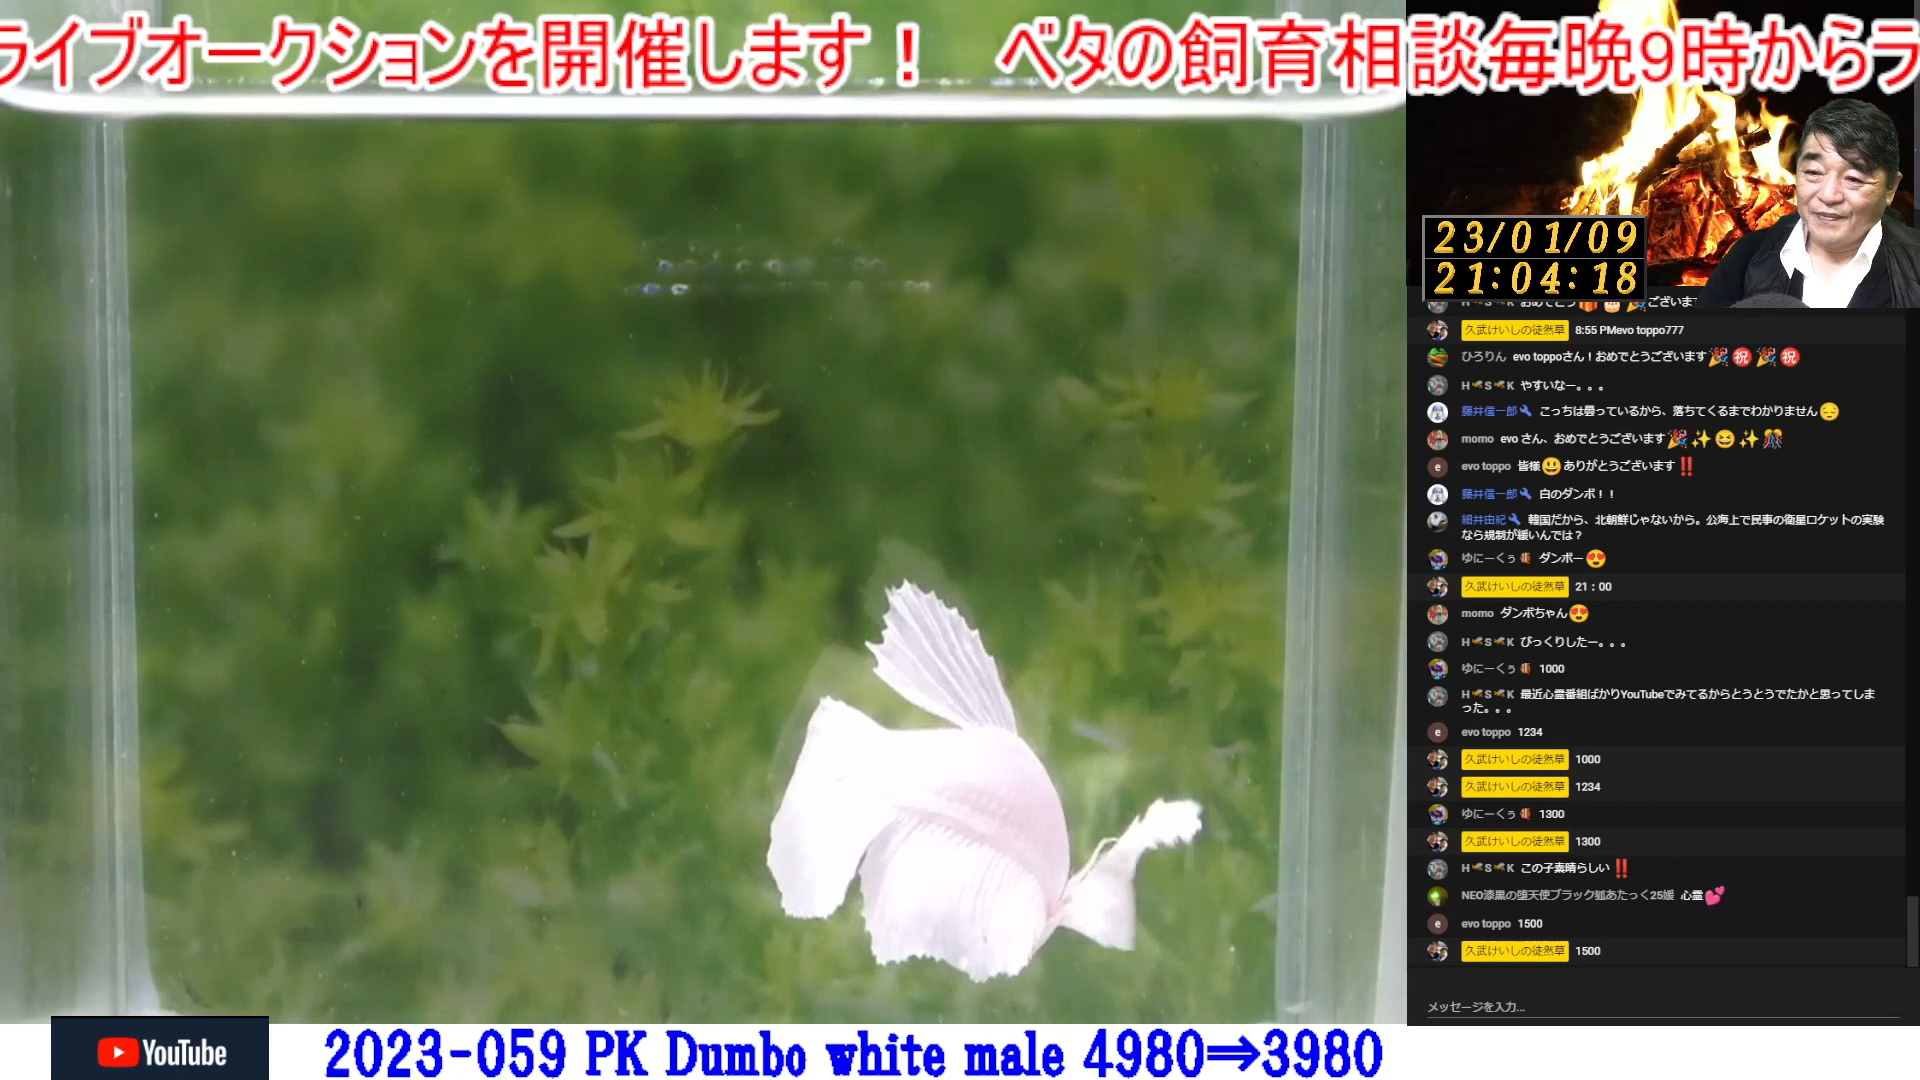 ライブオークションを開催します！　ベタの飼育相談毎晩9時からラ
23/01/09
21:04:18
久武けいしの徒然草 8:55 PMevo toppo777
ひろりん evo toppoさん！おめでとうございます🎉㊗🎉㊗
H S K やすいなー。。。
藤井信一郎 こっちは曇っているから、落ちてくるまでわかりません😔
momo evo さん、おめでとうございます🎉✨😆✨🎊
e evo toppo 皆様😃ありがとうございます‼️
藤井信一郎 白のダンボ！！
細井由紀 韓国だから、北朝鮮じゃないから。公海上で民事の衛星ロケットの実験
なら規制が緩いんでは？
ゆにーくぅ ダンボー😍
久武けいしの徒然草 21：00
momo ダンボちゃん😍
H S K びっくりしたー。。。
ゆにーくぅ 1000
H S K 最近心霊番組ばかりYouTubeでみてるからとうとうでたかと思ってしま
った。。。
e evo toppo 1234
久武けいしの徒然草 1000
久武けいしの徒然草 1234
ゆにーくぅ 1300
久武けいしの徒然草 1300
H S K この子素晴らしい‼️
NEO漆黒の堕天使ブラック狐あたっく25媛 心霊💕
e evo toppo 1500
久武けいしの徒然草 1500
メッセージを入力...
YouTube
2023-059 PK Dumbo white male 4980⇒3980